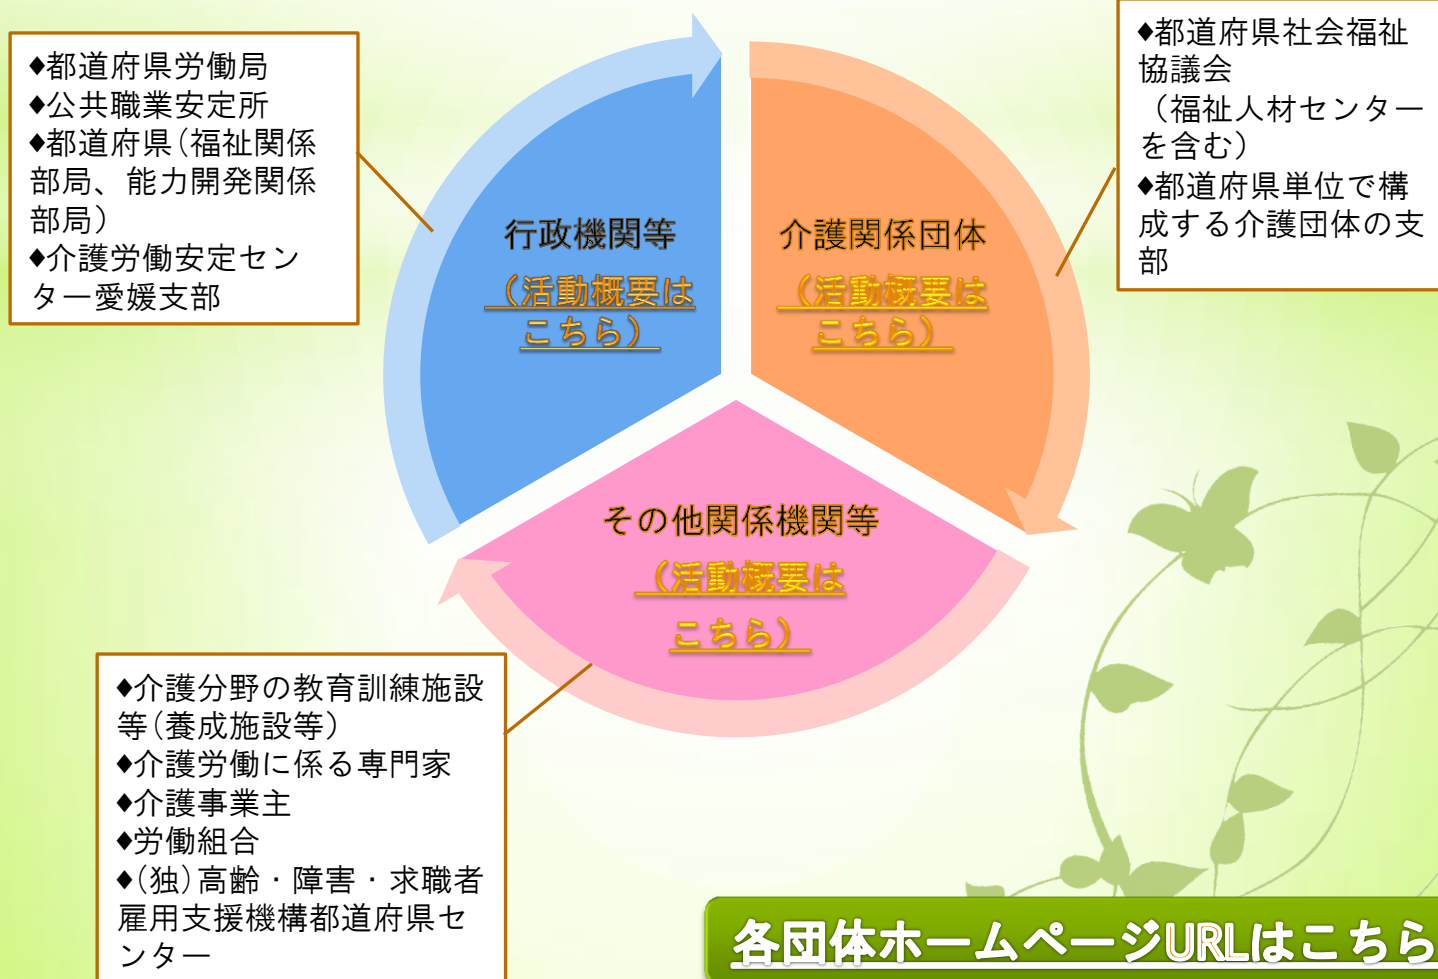 ◆都道府県労働局
◆公共職業安定所
◆都道府県(福祉関係
部局、能力開発関係
部局)
◆介護労働安定セン
ター愛媛支部
◆都道府県社会福祉
協議会
（福祉人材センター
を含む）
◆都道府県単位で構
成する介護団体の支
部
行政機関等
（活動概要は
こちら）
介護関係団体
（活動概要は
こちら）
その他関係機関等
（活動概要は
こちら）
◆介護分野の教育訓練施設
等(養成施設等)
◆介護労働に係る専門家
◆介護事業主
◆労働組合
◆(独)高齢・障害・求職者
雇用支援機構都道府県セ
ンター
各団体ホームページURLはこちら